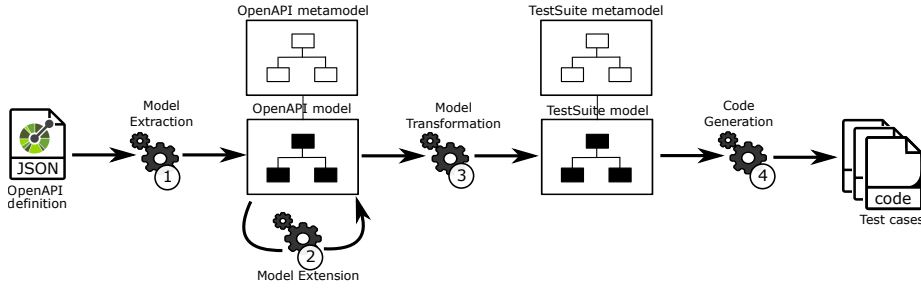 OpenAPI metamodel
TestSuite metamodel
Model
Extraction
OpenAPI model
Model
Transformation
TestSuite model
Code
Generation
JSON
OpenAPI
definition
1
3
4
code
Test cases
2
Model Extension